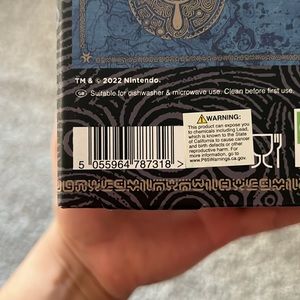 TM & © 2022 Nintendo.
GB Suitable for dishwasher & microwave use. Clean before first use.
⚠WARNING:
This product can expose you
to chemicals including Lead,
which is known to the State
of California to cause cancer
and birth defects or other
reproductive harm. For
more information go to
www.P65Warnings.ca.gov.
5 055964 787318 >